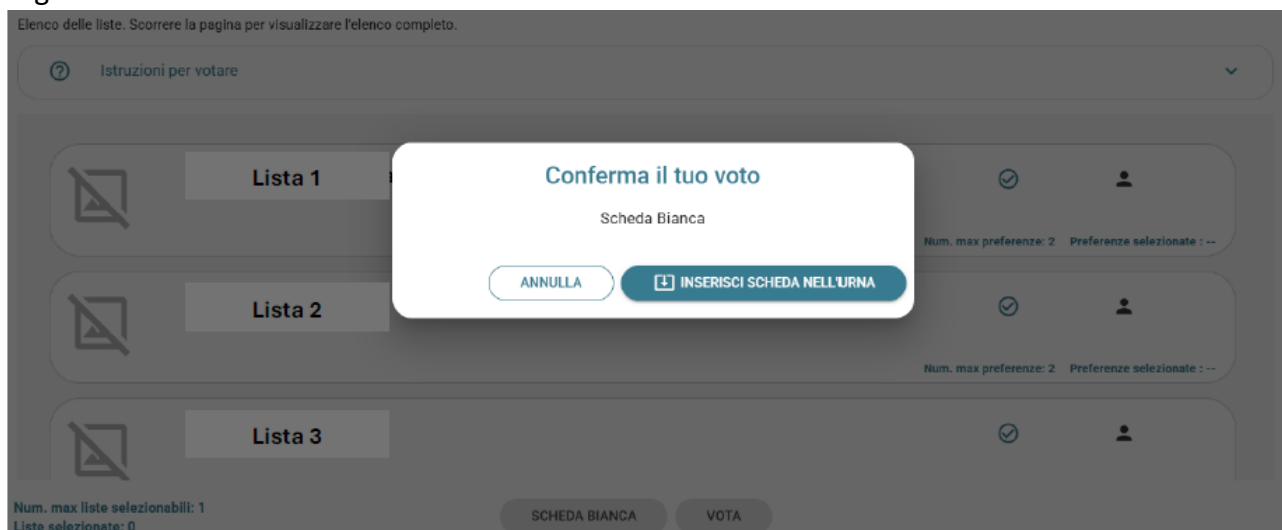 Elenco delle liste. Scorrere la pagina per visualizzare l'elenco completo.
Istruzioni per votare
Lista 1
Conferma il tuo voto
Scheda Bianca
Num. max preferenze: 2 Preferenze selezionate : --
ANNULLA INSERISCI SCHEDA NELL'URNA
Lista 2
Num. max preferenze: 2 Preferenze selezionate : --
Lista 3
Num. max liste selezionabili: 1
SCHEDA BIANCA VOTA
Liste selezionate: 0